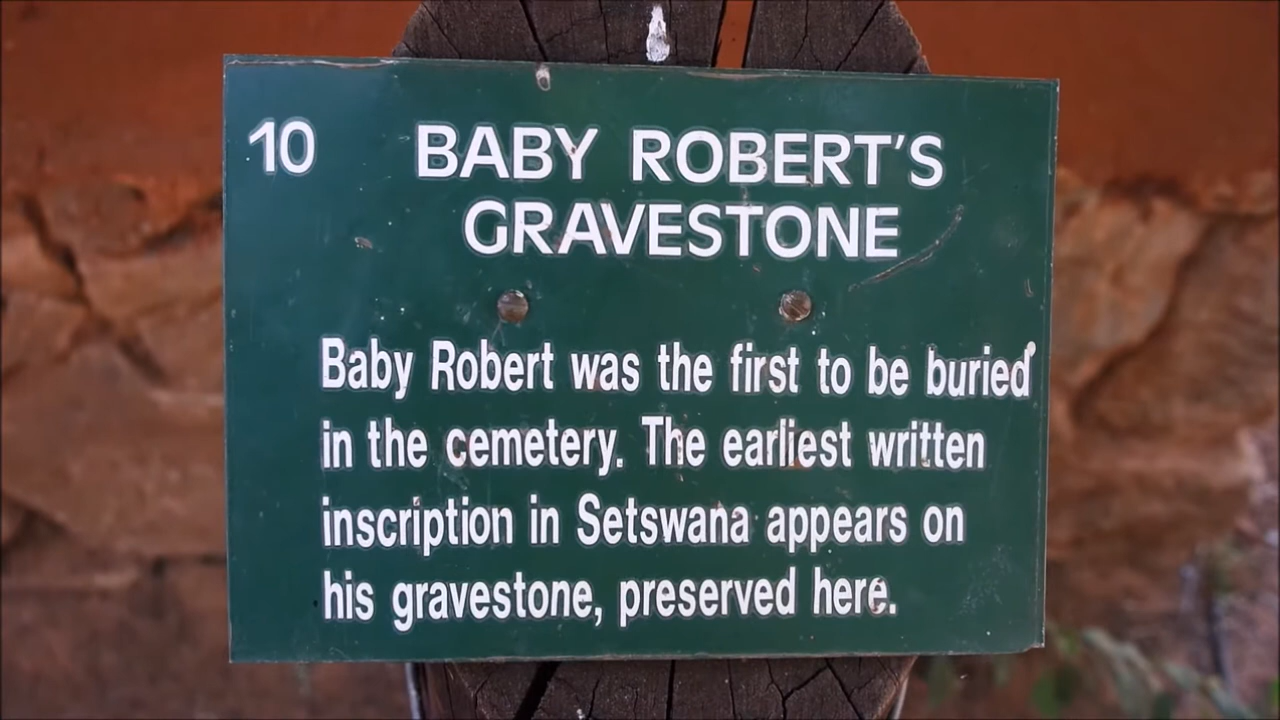 10 BABY ROBERT'S
GRAVESTONE
Baby Robert was the first to be buried
in the cemetery. The earliest written
inscription in Setswana appears on
his gravestone, preserved here.